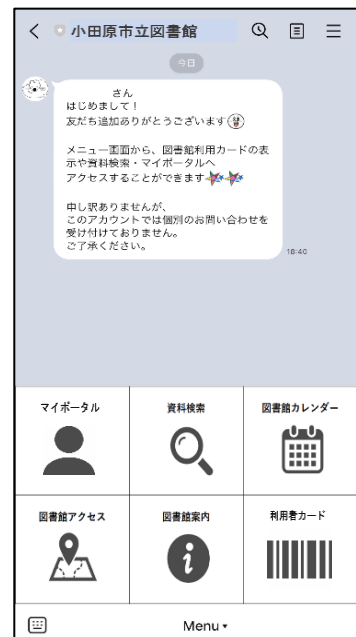 小田原市立図書館
今日
さん
はじめまして！
友だち追加ありがとうございます
メニュー画面から、図書館利用カードの表
示や資料検索・マイポータルへ
アクセスすることができます
申し訳ありませんが、
このアカウントでは個別のお問い合わせを
受け付けておりません。
ご了承ください。
16:40
マイポータル
資料検索
図書館カレンダー
図書館アクセス
図書館案内
利用者カード
Menu ▾